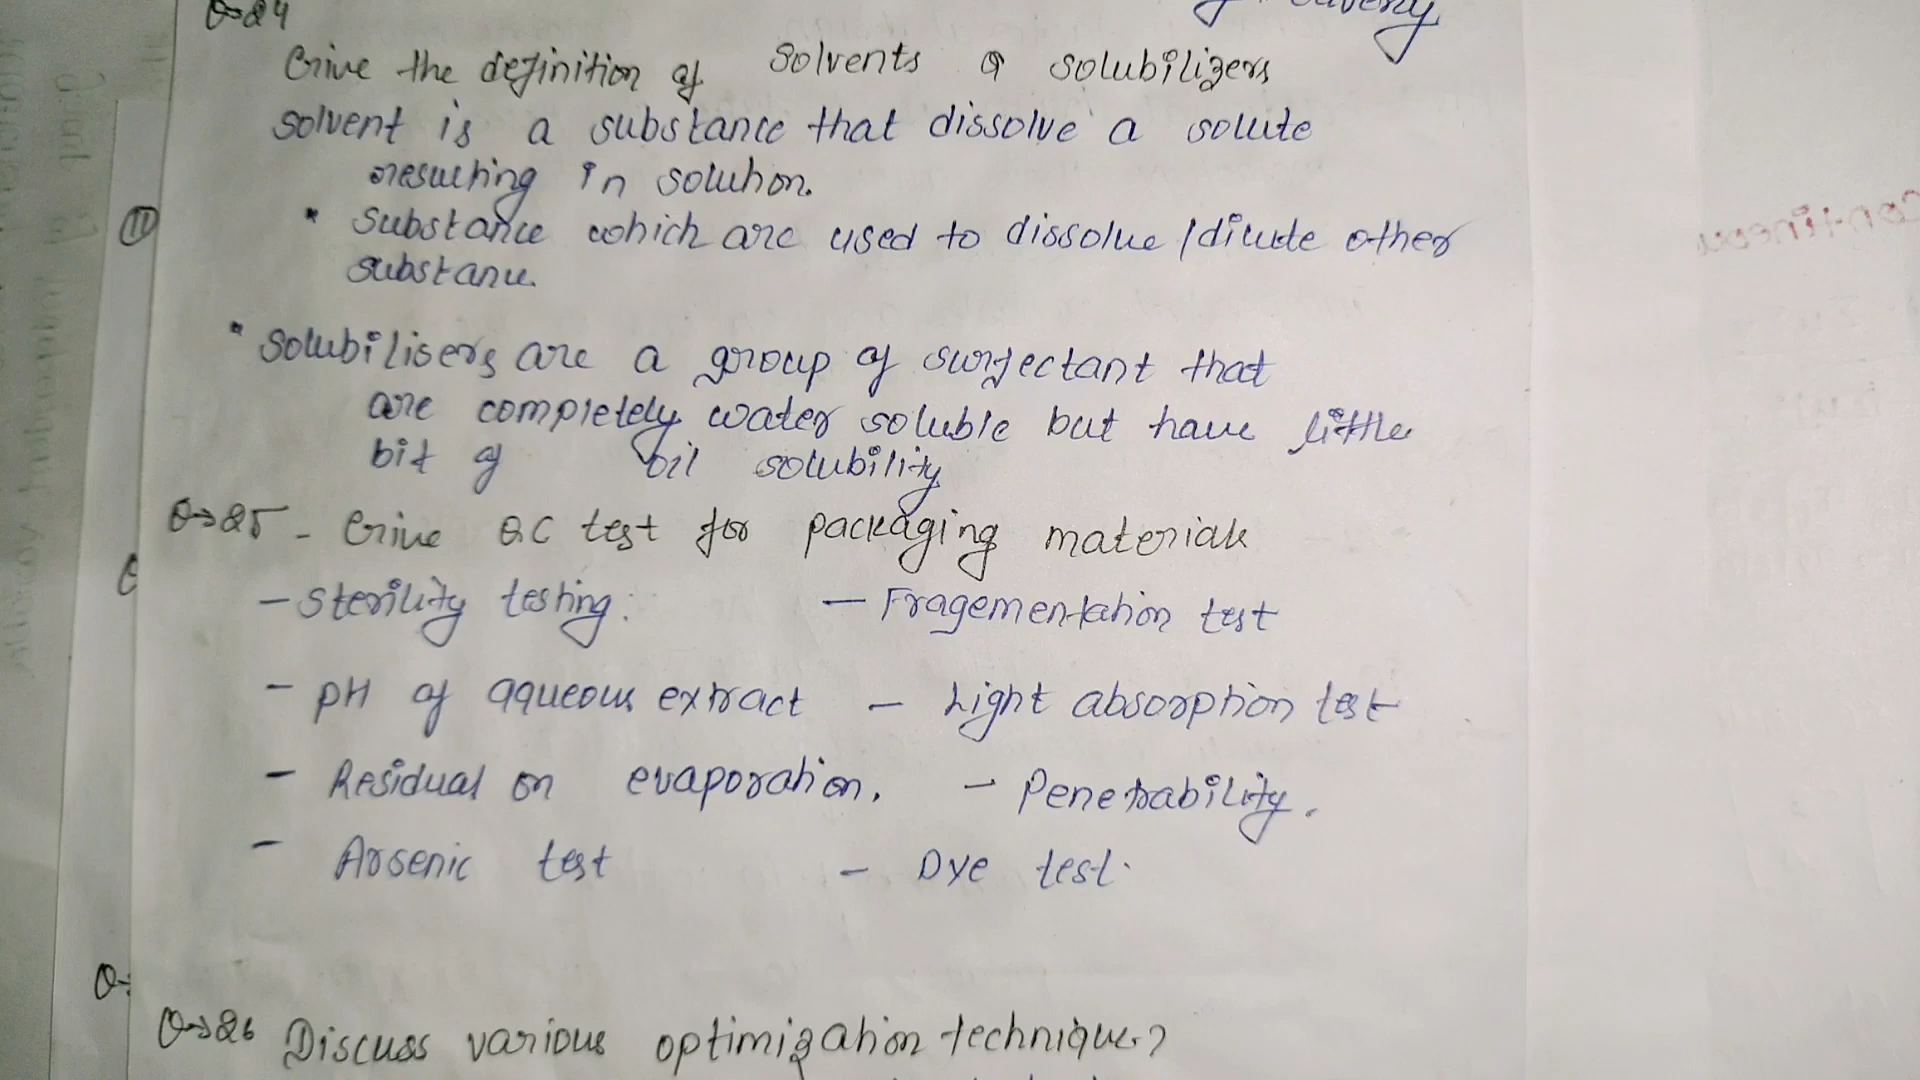 Q→24
Give the definition of Solvents & solubilizers
solvent is a substance that dissolve a solute
resulting in solution.
* Substance which are used to dissolve / dilute other
substance.
* Solubilisers are a group of surfectant that
are completely water soluble but have little
bit of oil solubility
Q→25 - Give QC test for packaging materials
- Sterility testing. - Fragementation test
- pH of aqueous extract - Light absorption test
- Residual on evaporation. - Penetrability.
- Arsenic test - Dye test.
Q→26 Discuss various optimization technique?